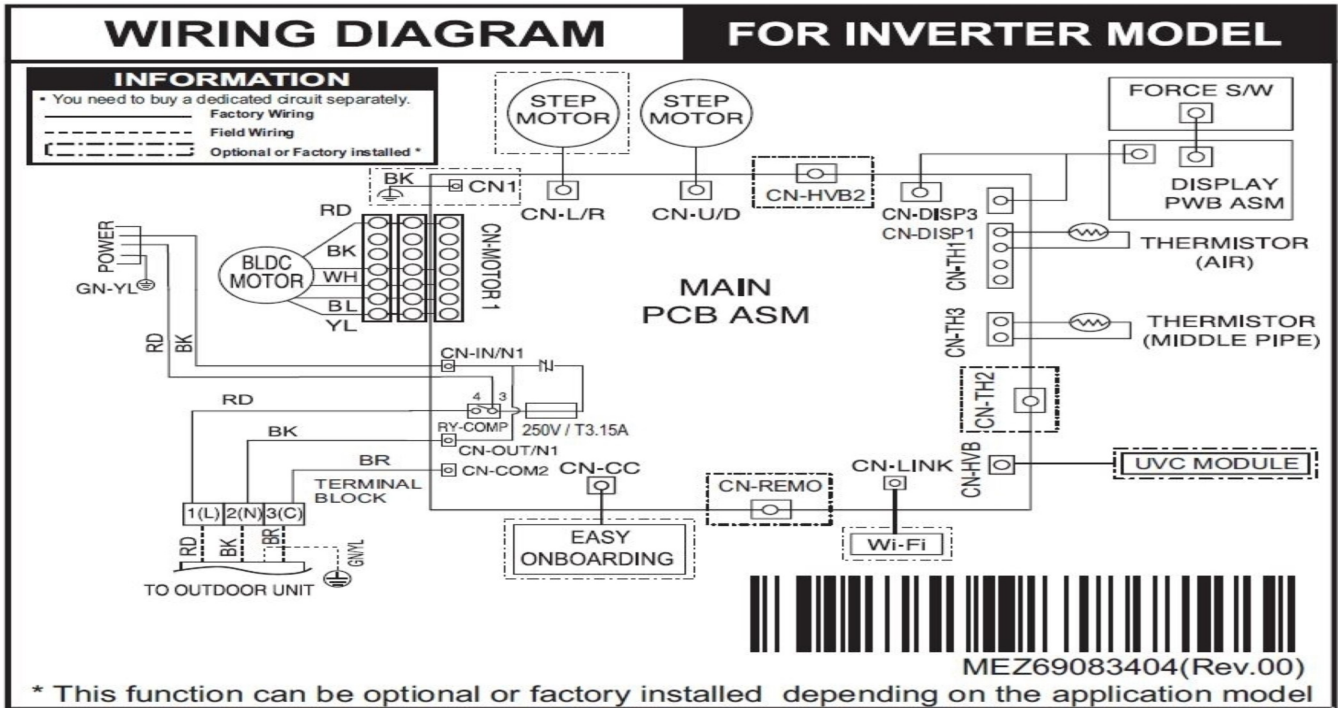 WIRING DIAGRAM
FOR INVERTER MODEL
INFORMATION
• You need to buy a dedicated circuit separately.
Factory Wiring
Field Wiring
Optional or Factory installed *
STEP
MOTOR
STEP
MOTOR
FORCE S/W
DISPLAY
PWB ASM
BK
CN1
CN-L/R
CN-U/D
CN-HVB2
CN-DISP3
CN-DISP1
CN-TH1
THERMISTOR
(AIR)
POWER
GN-YL
RD
BK
WH
BL
YL
BLDC
MOTOR
CN-MOTOR 1
MAIN
PCB ASM
CN-TH3
THERMISTOR
(MIDDLE PIPE)
RD
BK
CN-IN/N1
4 3
RD
RY-COMP
250V / T3.15A
BK
CN-OUT/N1
BR
CN-COM2
CN-CC
CN-TH2
TERMINAL
BLOCK
CN-REMO
CN-LINK
CN-HVB
UVC MODULE
1(L) 2(N) 3(C)
RD
BK
BR
GN/YL
EASY
ONBOARDING
Wi-Fi
TO OUTDOOR UNIT
MEZ69083404(Rev.00)
* This function can be optional or factory installed depending on the application model